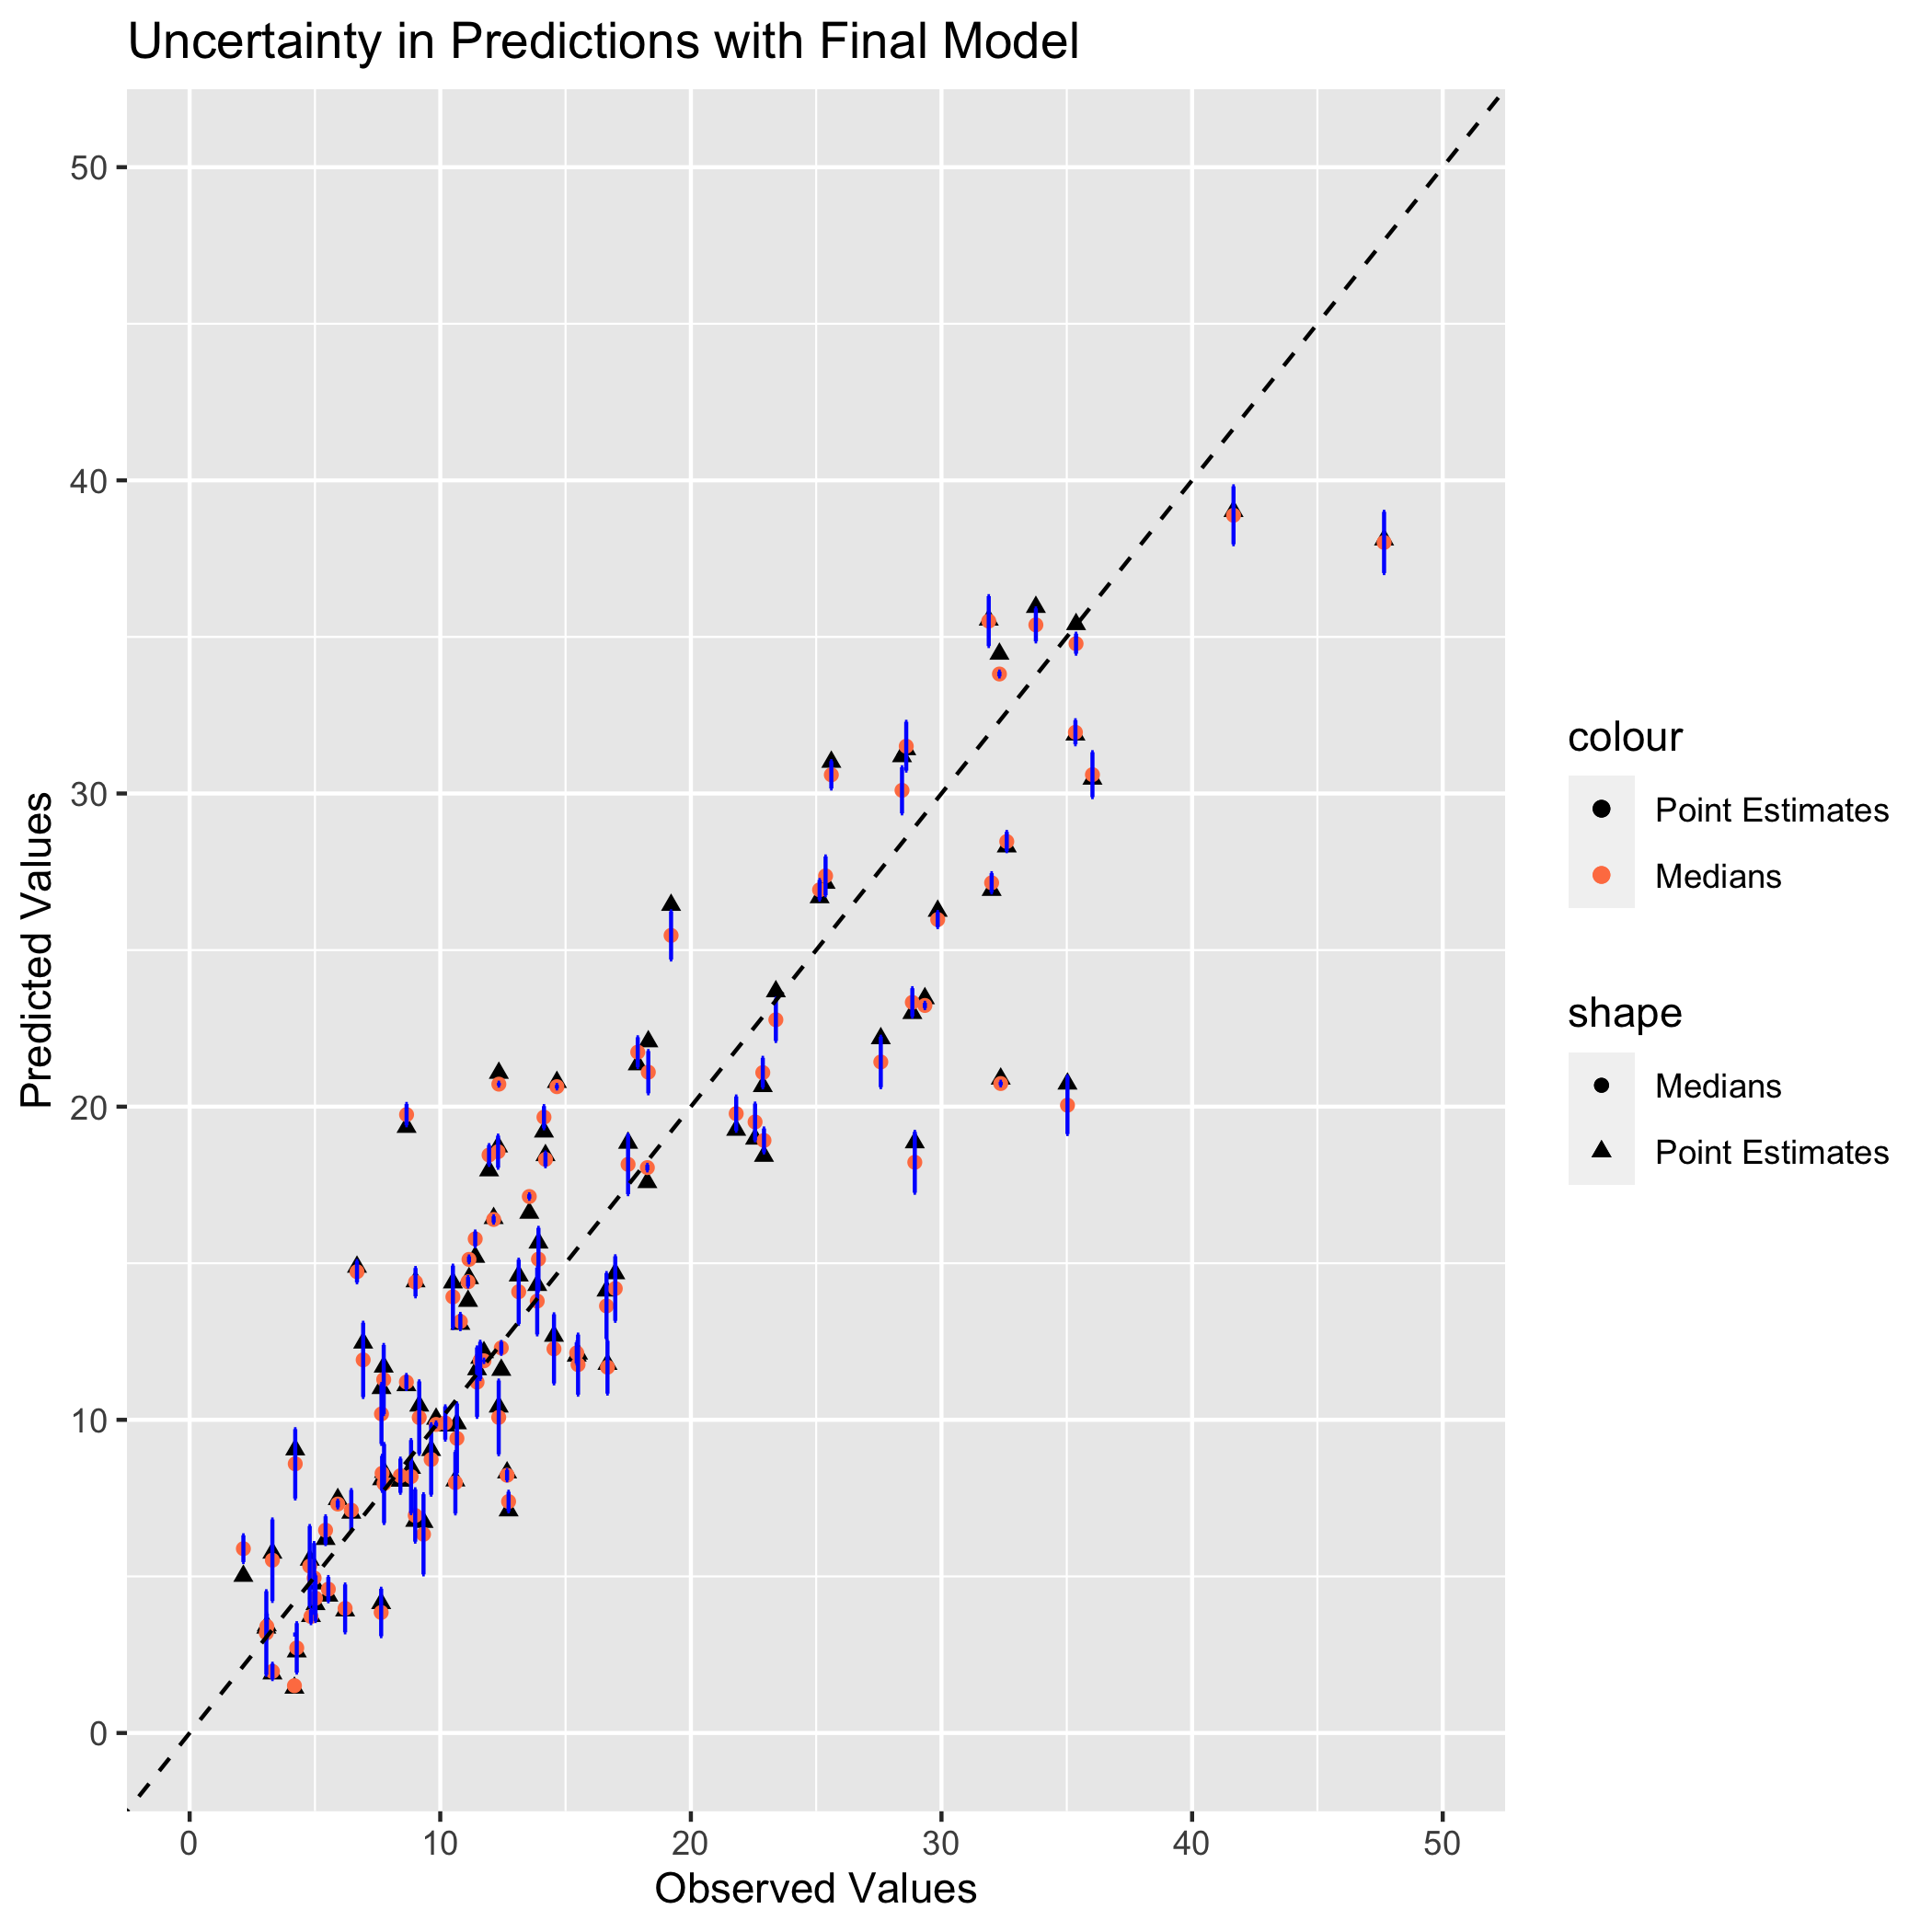 Uncertainty in Predictions with Final Model
50
40
30
20
10
0
Predicted Values
0 10 20 30 40 50
Observed Values
colour
Point Estimates
Medians
shape
Medians
Point Estimates